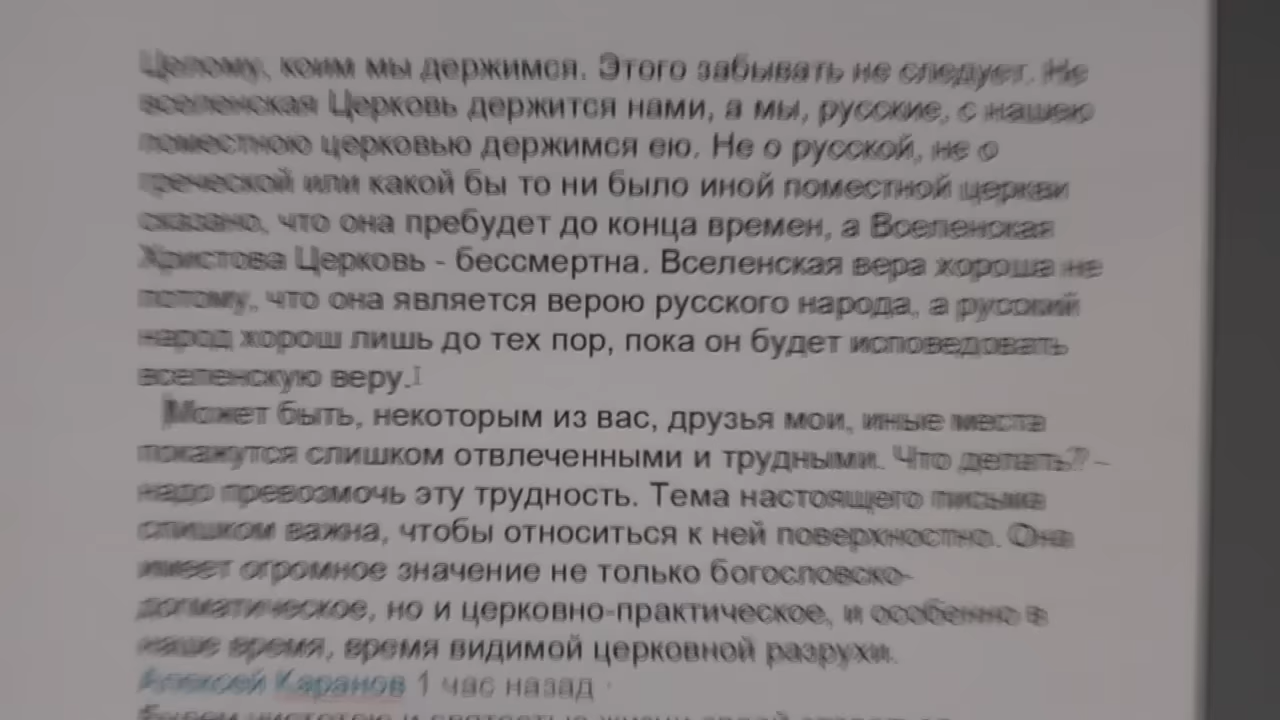 Целому, коим мы держимся. Этого забывать не следует. Не
вселенская Церковь держится нами, а мы, русские, с нашею
поместною церковью держимся ею. Не о русской, не о
греческой или какой бы то ни было иной поместной церкви
сказано, что она пребудет до конца времен, а Вселенская
Христова Церковь - бессмертна. Вселенская вера хороша не
потому, что она является верою русского народа, а русский
народ хорош лишь до тех пор, пока он будет исповедовать
вселенскую веру.
Может быть, некоторым из вас, друзья мои, иные места
покажутся слишком отвлеченными и трудными. Что делать? –
надо превозмочь эту трудность. Тема настоящего письма
слишком важна, чтобы относиться к ней поверхностно. Она
имеет огромное значение не только богословско-
догматическое, но и церковно-практическое, и особенно в
наше время, время видимой церковной разрухи.
Алексей Каранов 1 час назад ·